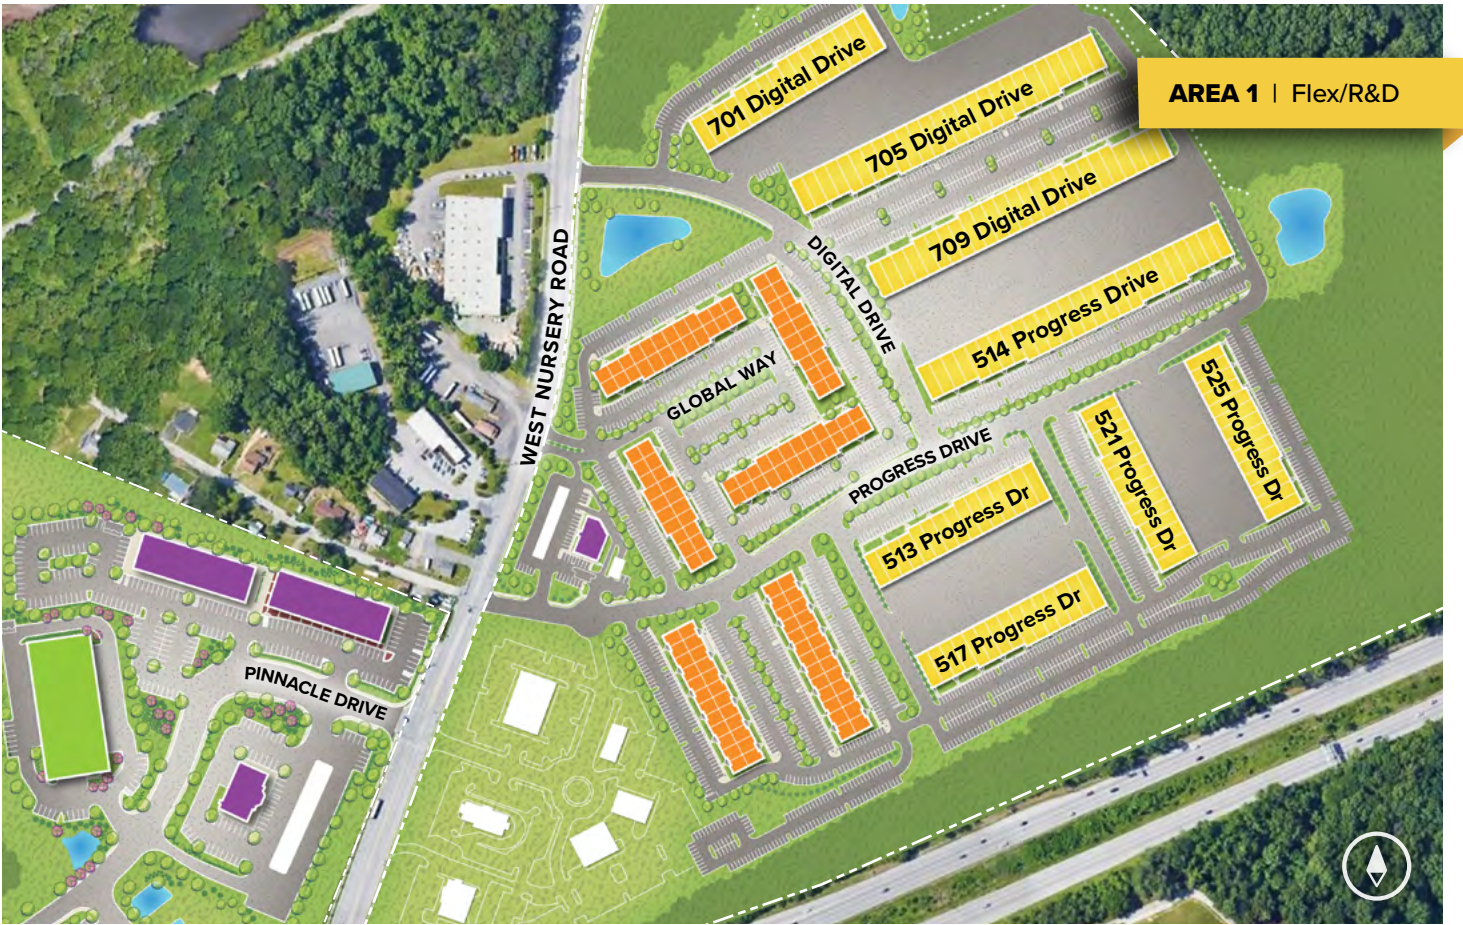 701 Digital Drive
705 Digital Drive
AREA 1 | Flex/R&D
709 Digital Drive
DIGITAL DRIVE
WEST NURSERY ROAD
514 Progress Drive
GLOBAL WAY
525 Progress Dr
521 Progress Dr
PROGRESS DRIVE
513 Progress Dr
517 Progress Dr
PINNACLE DRIVE